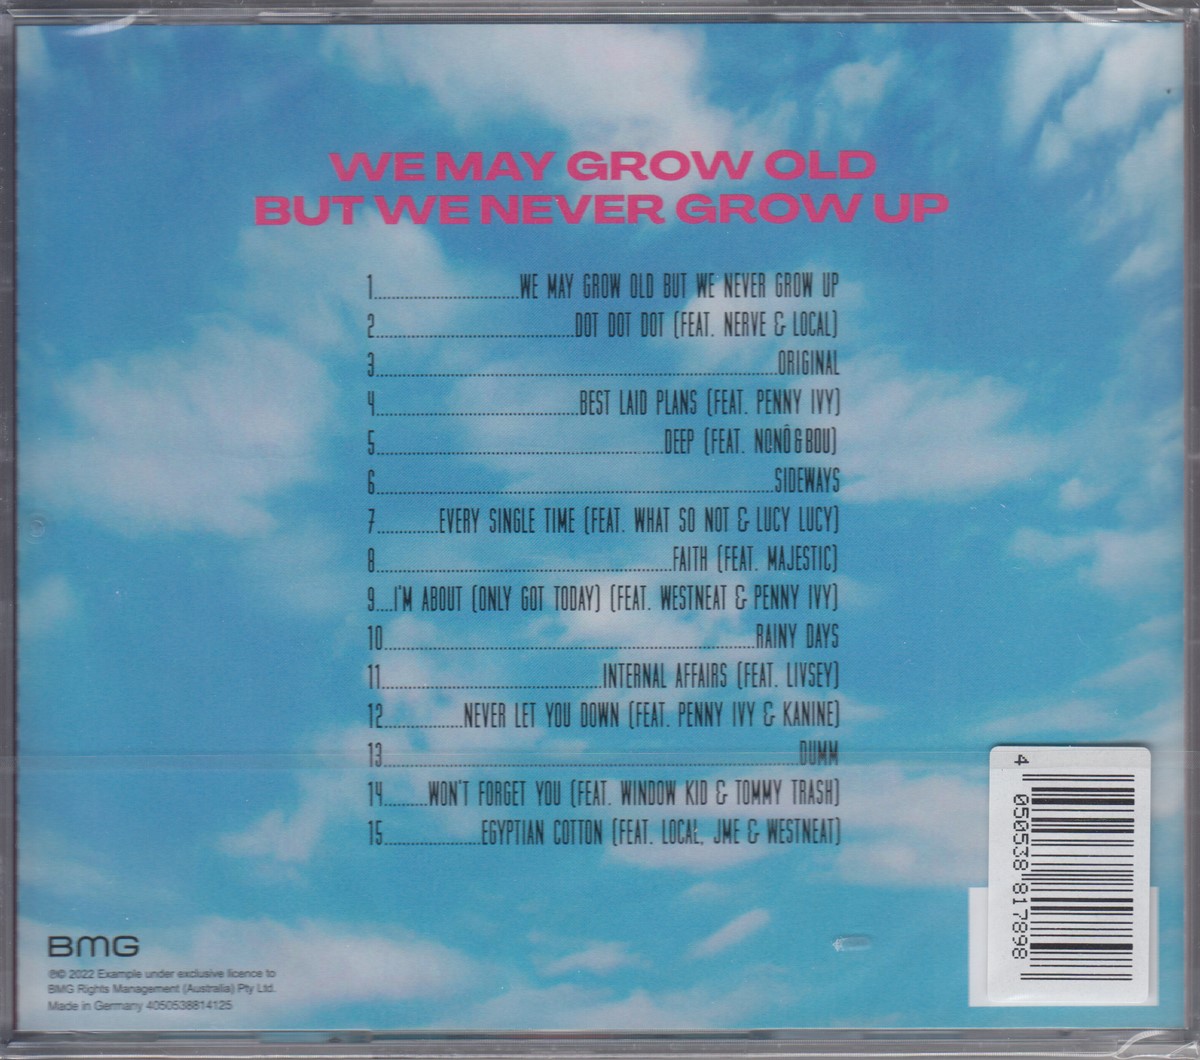 WE MAY GROW OLD
BUT WE NEVER GROW UP
1 WE MAY GROW OLD BUT WE NEVER GROW UP
2 DOT DOT DOT (FEAT. NERVE & LOCAL)
3 ORIGINAL
4 BEST LAID PLANS (FEAT. PENNY IVY)
5 DEEP (FEAT. NONÔ & BOU)
6 SIDEWAYS
7 EVERY SINGLE TIME (FEAT. WHAT SO NOT & LUCY LUCY)
8 FAITH (FEAT. MAJESTIC)
9 I'M ABOUT (ONLY GOT TODAY) (FEAT. WESTNEAT & PENNY IVY)
10 RAINY DAYS
11 INTERNAL AFFAIRS (FEAT. LIVSEY)
12 NEVER LET YOU DOWN (FEAT. PENNY IVY & KANINE)
13 DUMM
14 WON'T FORGET YOU (FEAT. WINDOW KID & TOMMY TRASH)
15 EGYPTIAN COTTON (FEAT. LOCAL, JME & WESTNEAT)
BMG
℗© 2022 Example under exclusive licence to
BMG Rights Management (Australia) Pty Ltd.
Made in Germany 4050538814125
4 050538 817898